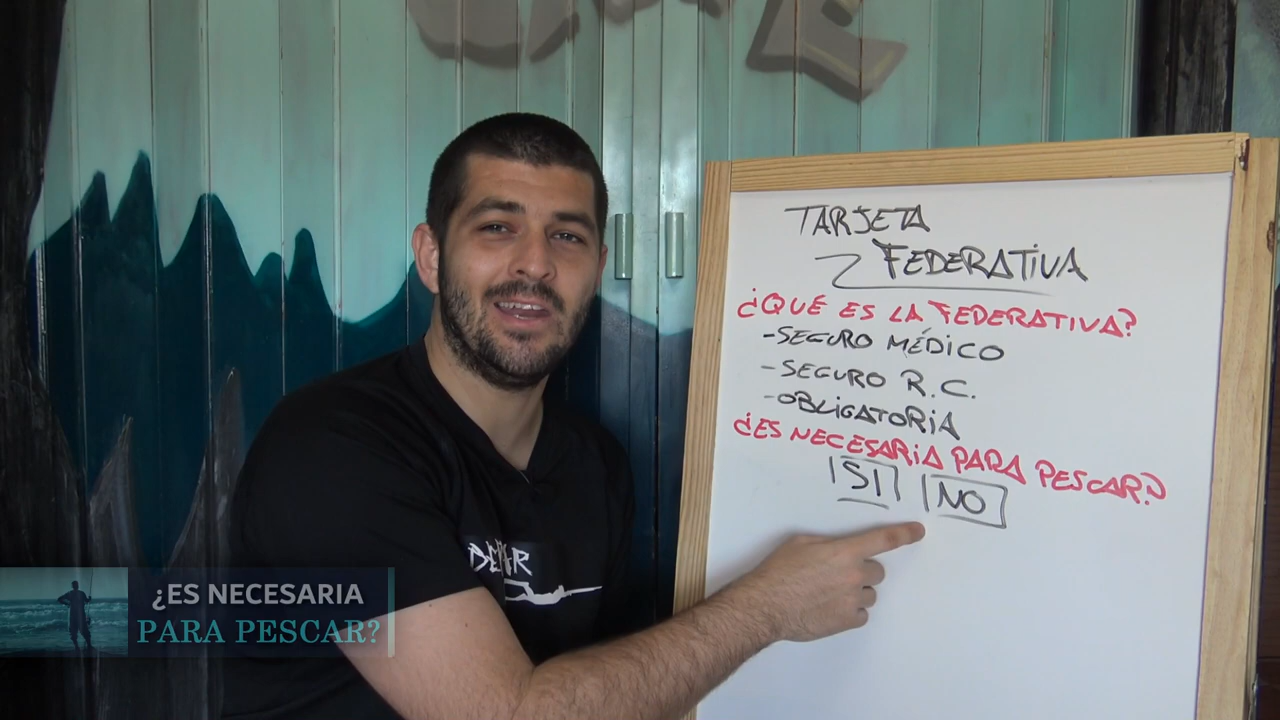 TARJETA
FEDERATIVA
¿QUÉ ES LA FEDERATIVA?
-SEGURO MÉDICO
-SEGURO R.C.
-OBLIGATORIA
¿ES NECESARIA PARA PESCAR?
SI NO
¿ES NECESARIA
PARA PESCAR?